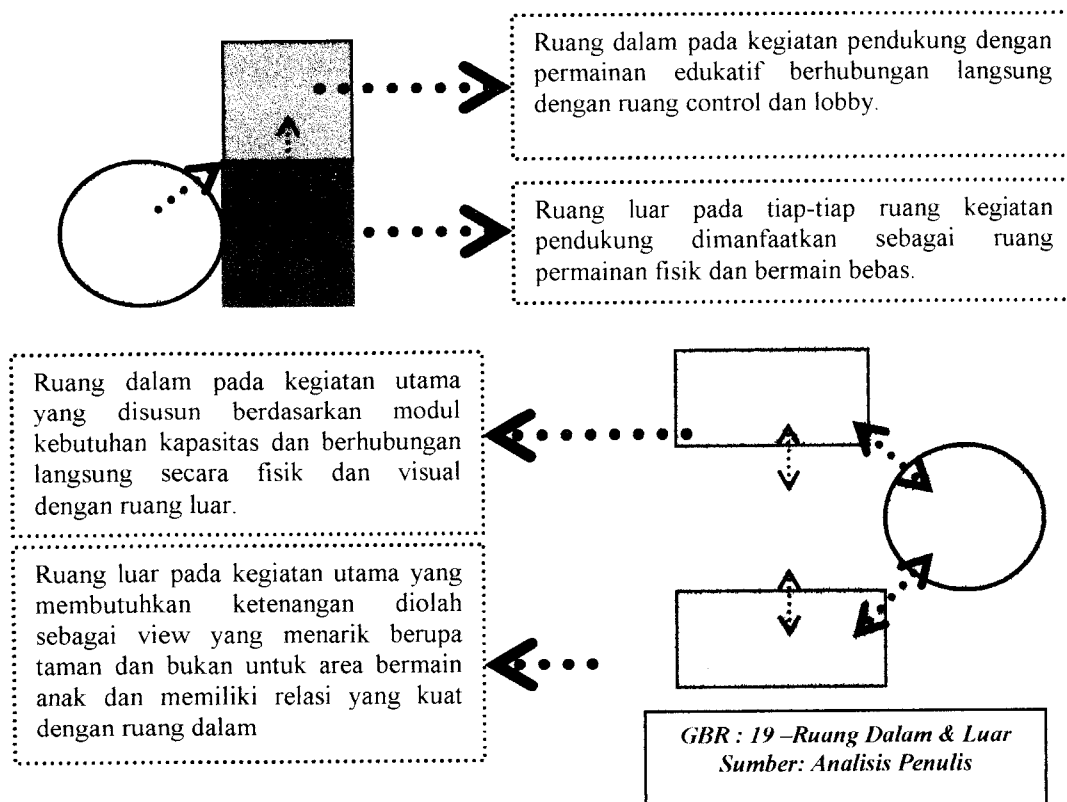 Ruang dalam pada kegiatan pendukung dengan
permainan edukatif berhubungan langsung
dengan ruang control dan lobby.
Ruang luar pada tiap-tiap ruang kegiatan
pendukung dimanfaatkan sebagai ruang
permainan fisik dan bermain bebas.
Ruang dalam pada kegiatan utama
yang disusun berdasarkan modul
kebutuhan kapasitas dan berhubungan
langsung secara fisik dan visual
dengan ruang luar.
Ruang luar pada kegiatan utama yang
membutuhkan ketenangan diolah
sebagai view yang menarik berupa
taman dan bukan untuk area bermain
anak dan memiliki relasi yang kuat
dengan ruang dalam
GBR : 19 –Ruang Dalam & Luar
Sumber: Analisis Penulis